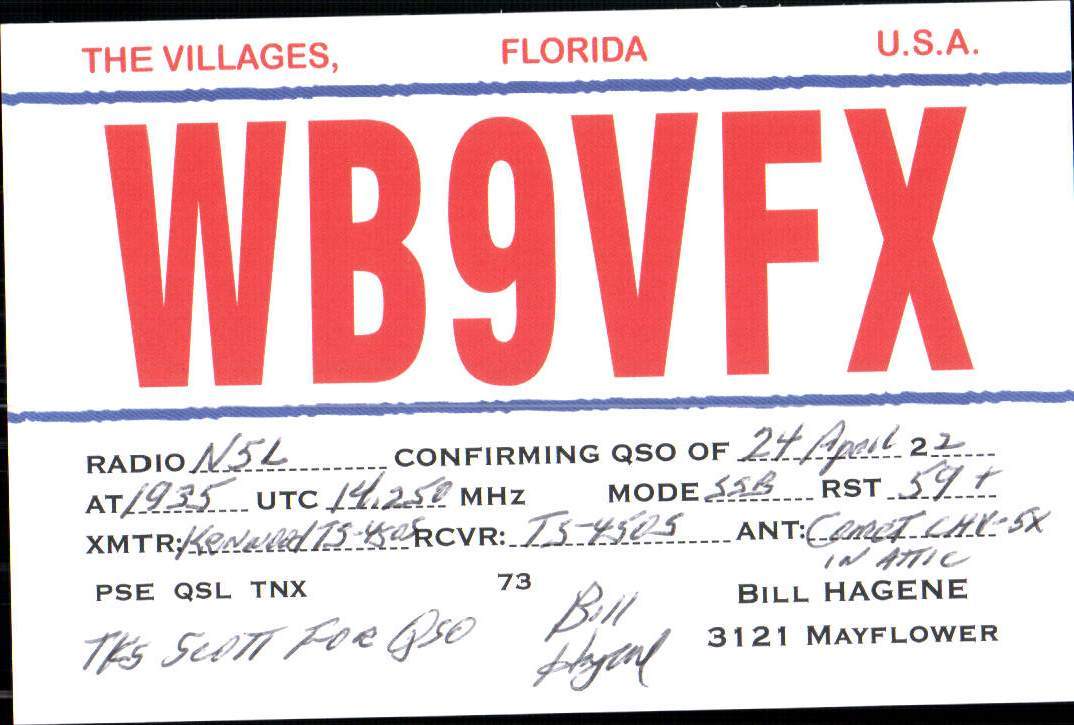 THE VILLAGES, FLORIDA U.S.A.
WB9VFX
RADIO N5L CONFIRMING QSO OF 24 April 22
AT 1935 UTC 14.250 MHz MODE SSB RST 59+
XMTR: Kenwood TS-450S RCVR: TS-450S ANT: Comet CHV-5X
IN ATTIC
PSE QSL TNX 73 BILL HAGENE
TKS SCOTT FOR QSO Bill Hagene 3121 MAYFLOWER